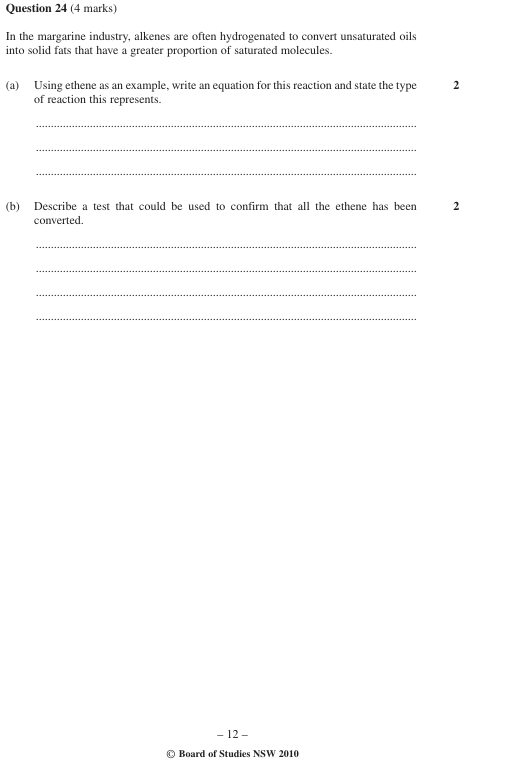 Question 24 (4 marks)
In the margarine industry, alkenes are often hydrogenated to convert unsaturated oils
into solid fats that have a greater proportion of saturated molecules.
(a) Using ethene as an example, write an equation for this reaction and state the type 2
of reaction this represents.
(b) Describe a test that could be used to confirm that all the ethene has been 2
converted.
– 12 –
© Board of Studies NSW 2010